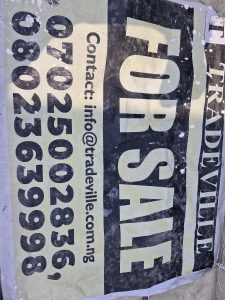 T. TRADEVILLE
FOR SALE
Contact: info@tradeville.com.ng
07025002836,
08023639998